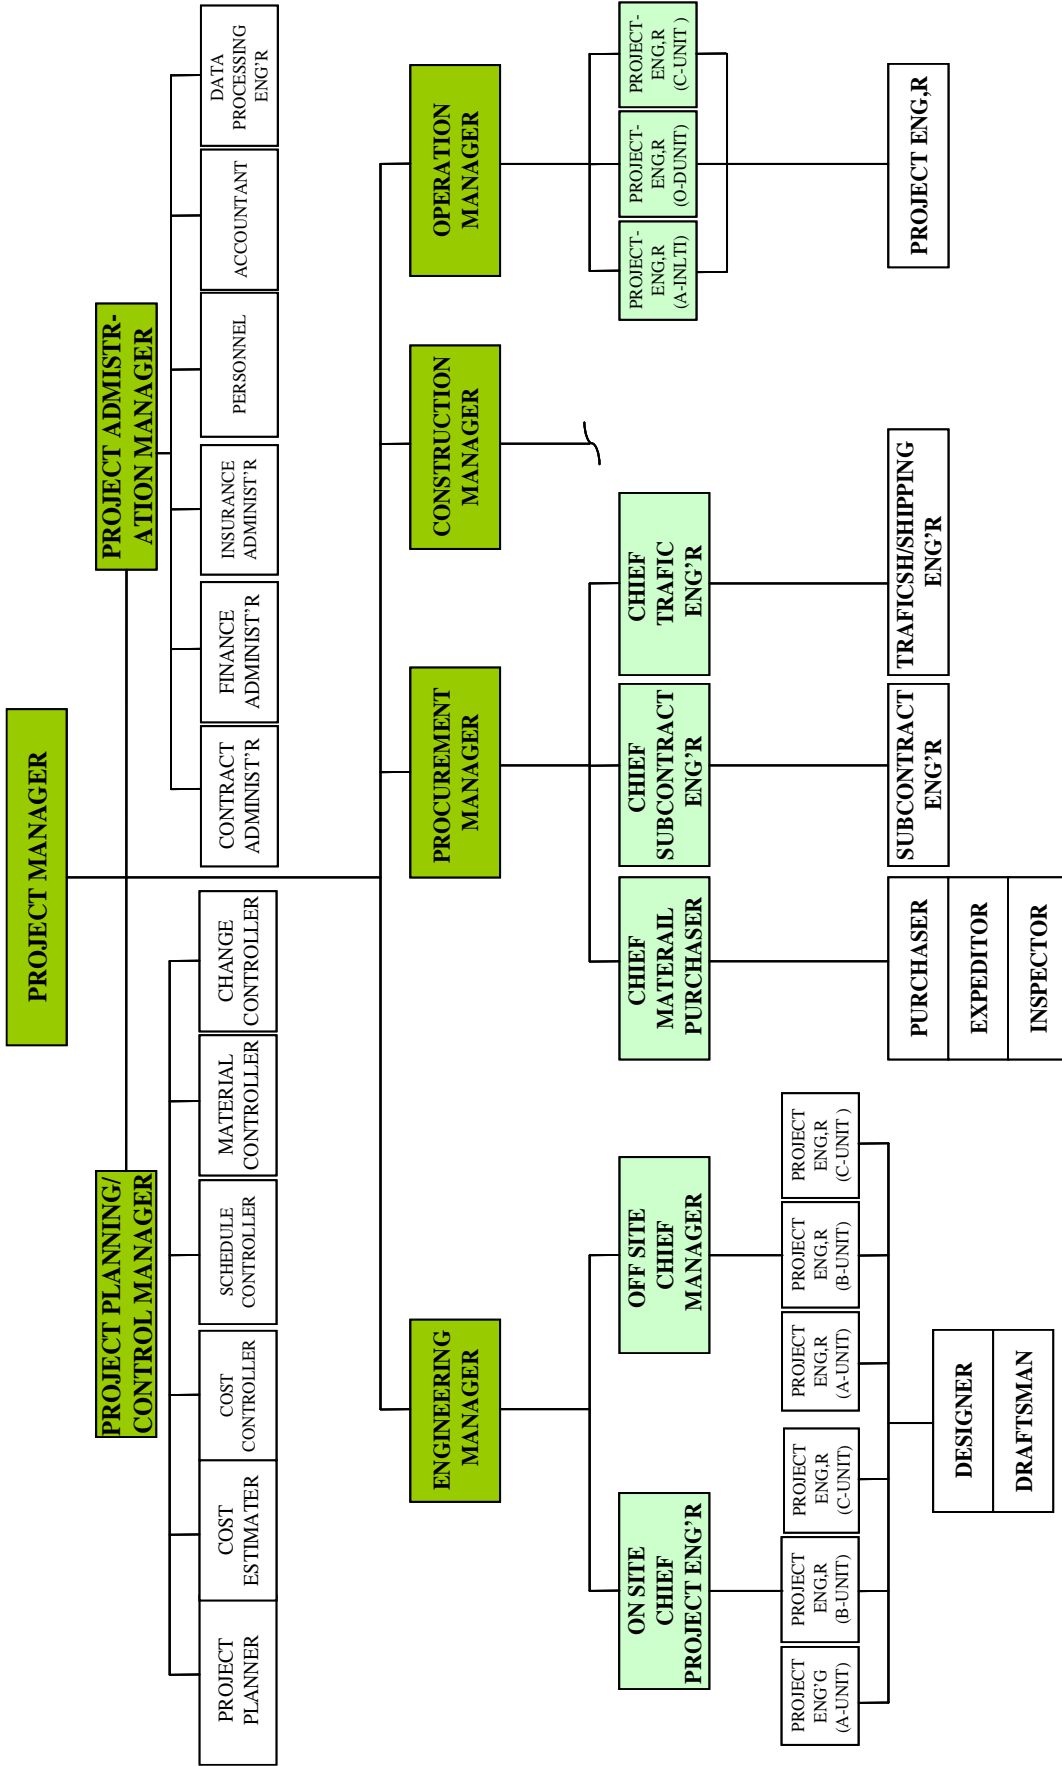 PROJECT MANAGER
PROJECT PLANNING/
CONTROL MANAGER
PROJECT ADMISTR-
ATION MANAGER
PROJECT
PLANNER
COST
ESTIMATER
COST
CONTROLLER
SCHEDULE
CONTROLLER
MATERIAL
CONTROLLER
CHANGE
CONTROLLER
CONTRACT
ADMINIST'R
FINANCE
ADMINIST'R
INSURANCE
ADMINIST'R
PERSONNEL
ACCOUNTANT
DATA
PROCESSING
ENG'R
ENGINEERING
MANAGER
PROCUREMENT
MANAGER
CONSTRUCTION
MANAGER
OPERATION
MANAGER
ON SITE
CHIEF
PROJECT ENG'R
OFF SITE
CHIEF
MANAGER
CHIEF
MATERAIL
PURCHASER
CHIEF
SUBCONTRACT
ENG'R
CHIEF
TRAFIC
ENG'R
PROJECT-
ENG,R
(A-INLTI)
PROJECT-
ENG,R
(O-DUNIT)
PROJECT-
ENG,R
(C-UNIT )
PROJECT
ENG'G
(A-UNIT)
PROJECT
ENG,R
(B-UNIT)
PROJECT
ENG,R
(C-UNIT)
PROJECT
ENG,R
(A-UNIT)
PROJECT
ENG,R
(B-UNIT)
PROJECT
ENG,R
(C-UNIT )
PURCHASER
EXPEDITOR
INSPECTOR
SUBCONTRACT
ENG'R
TRAFICSH/SHIPPING
ENG'R
PROJECT ENG,R
DESIGNER
DRAFTSMAN